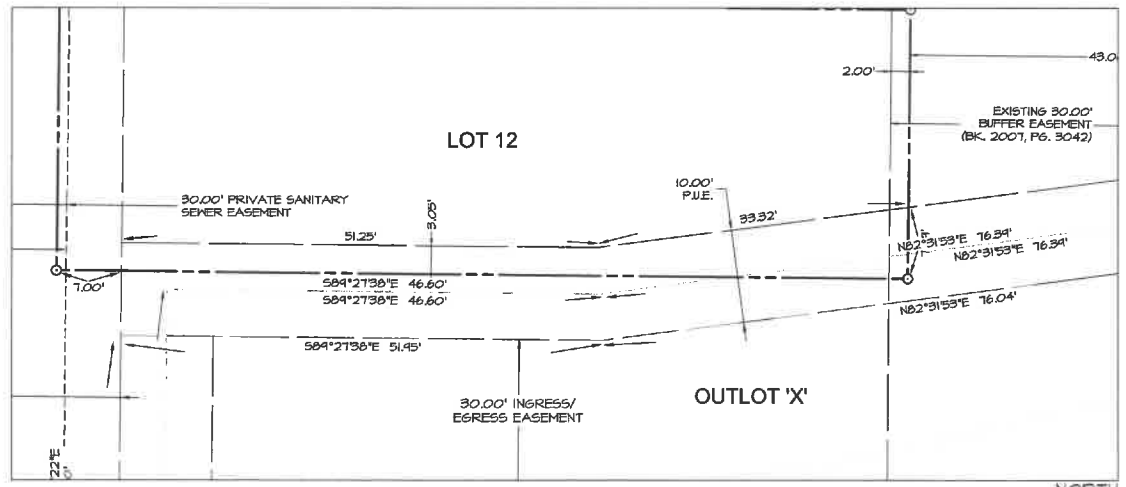 2.00'
43.0
EXISTING 30.00'
BUFFER EASEMENT
(BK. 2007, PG. 3042)
LOT 12
10.00'
P.U.E.
30.00' PRIVATE SANITARY
SEWER EASEMENT
3.05'
33.32'
51.25'
N82°31'53"E 76.39'
N82°31'53"E 76.39'
7.00'
S89°27'38"E 46.60'
S89°27'38"E 46.60'
N82°31'53"E 76.04'
S89°27'38"E 51.95'
30.00' INGRESS/
EGRESS EASEMENT
OUTLOT 'X'
22"E